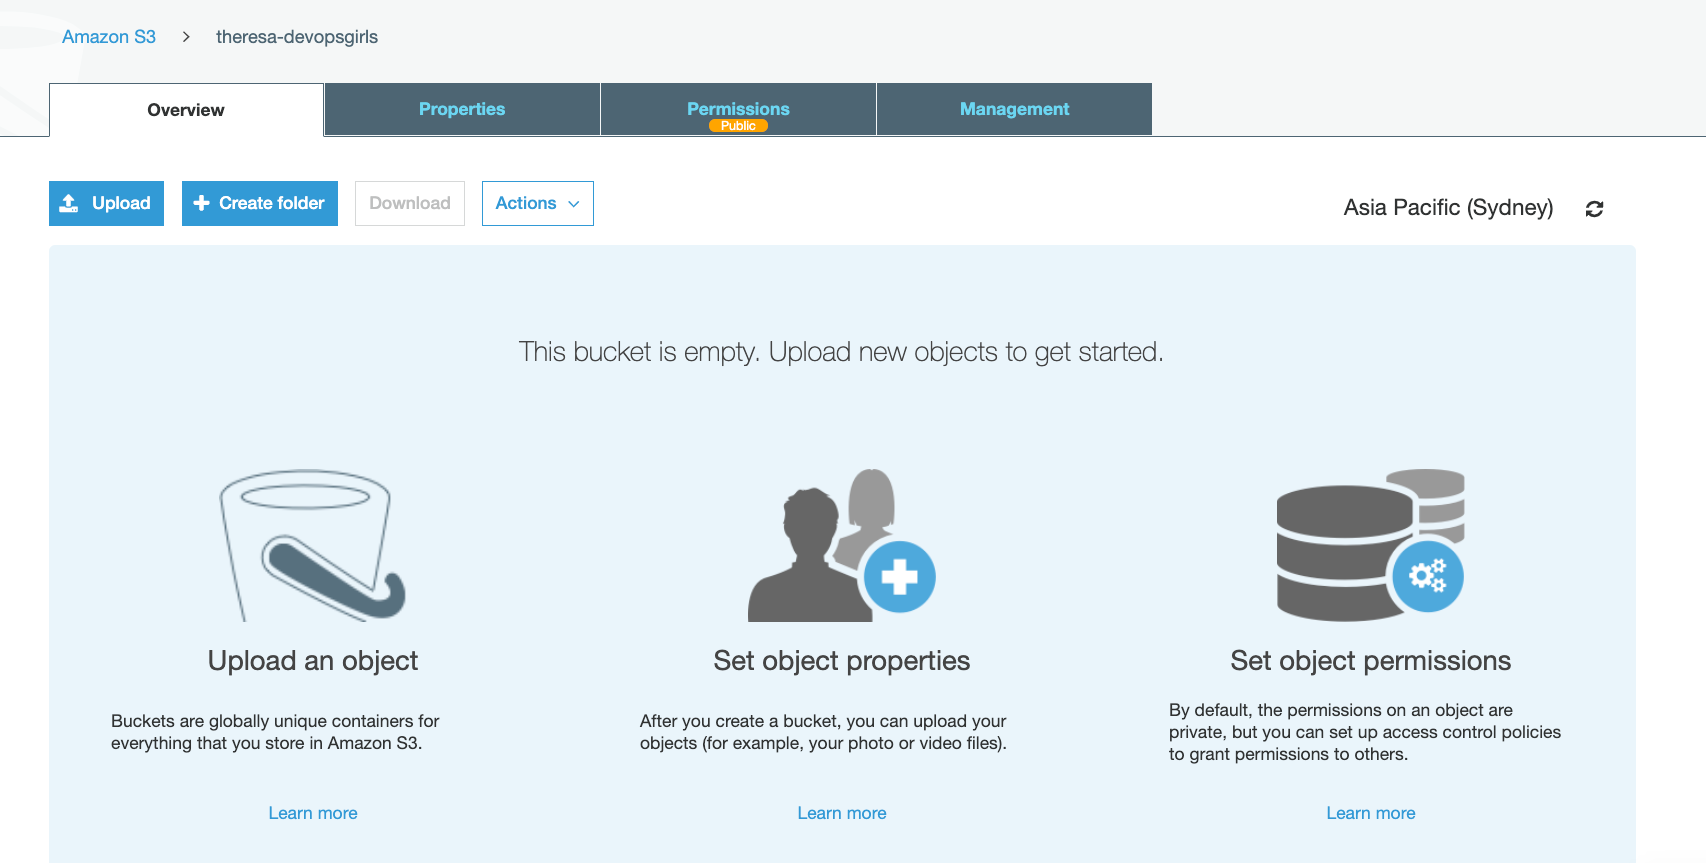 Amazon S3 > theresa-devopsgirls
Overview
Properties
Permissions
Public
Management
Upload
Create folder
Download
Actions
Asia Pacific (Sydney)
This bucket is empty. Upload new objects to get started.
Upload an object
Buckets are globally unique containers for
everything that you store in Amazon S3.
Learn more
Set object properties
After you create a bucket, you can upload your
objects (for example, your photo or video files).
Learn more
Set object permissions
By default, the permissions on an object are
private, but you can set up access control policies
to grant permissions to others.
Learn more